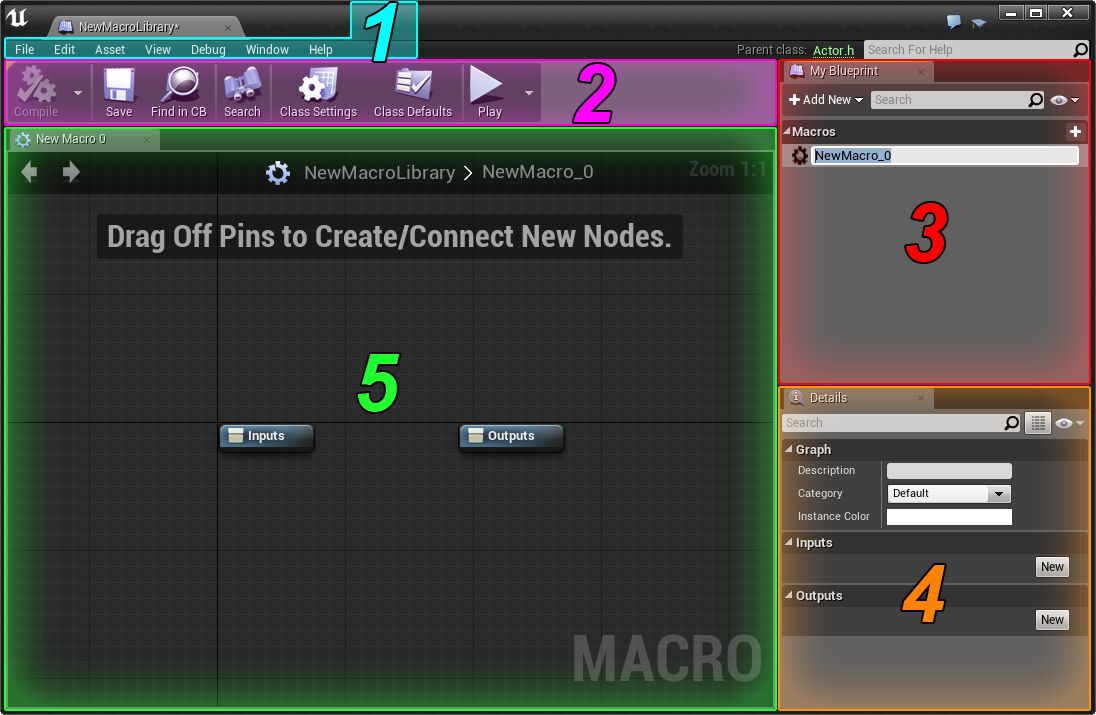 NewMacroLibrary*
1
File Edit Asset View Debug Window Help
Parent class: Actor.h Search For Help
Compile Save Find in CB Search Class Settings Class Defaults Play
2
New Macro 0
NewMacroLibrary > NewMacro_0
Zoom 1:1
Drag Off Pins to Create/Connect New Nodes.
5
Inputs
Outputs
MACRO
My Blueprint
+ Add New Search
Macros +
NewMacro_0
3
Details
Search
Graph
Description
Category Default
Instance Color
Inputs
New
4
Outputs
New